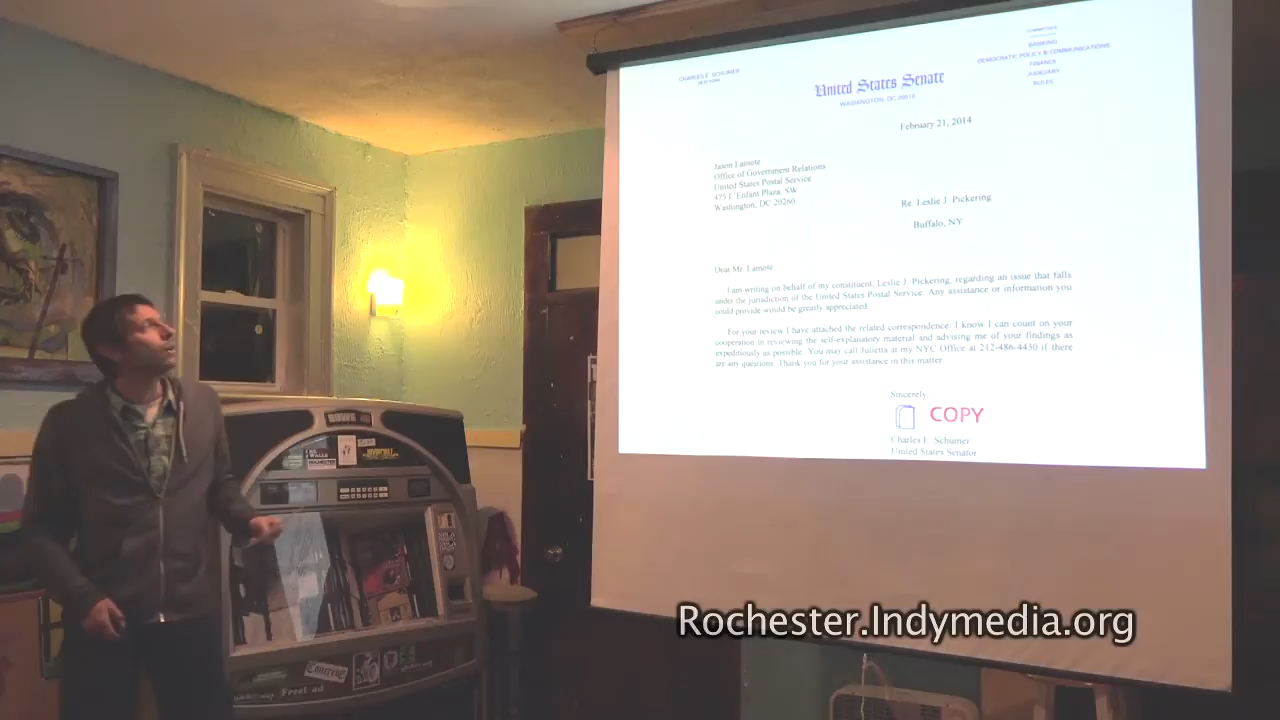 CHARLES E. SCHUMER
NEW YORK
United States Senate
WASHINGTON, DC 20510
COMMITTEES
BANKING
DEMOCRATIC POLICY & COMMUNICATIONS
FINANCE
JUDICIARY
RULES
February 21, 2014
Jason Lamote
Office of Government Relations
United States Postal Service
475 L'Enfant Plaza, SW
Washington, DC 20260
Re: Leslie J. Pickering
Buffalo, NY
Dear Mr. Lamote
I am writing on behalf of my constituent, Leslie J. Pickering, regarding an issue that falls
under the jurisdiction of the United States Postal Service. Any assistance or information you
could provide would be greatly appreciated.
For your review I have attached the related correspondence. I know I can count on your
cooperation in reviewing the self-explanatory material and advising me of your findings as
expeditiously as possible. You may call Julietta at my NYC Office at 212-486-4430 if there
are any questions. Thank you for your assistance in this matter.
Sincerely
COPY
Charles E. Schumer
United States Senator
Rochester.Indymedia.org